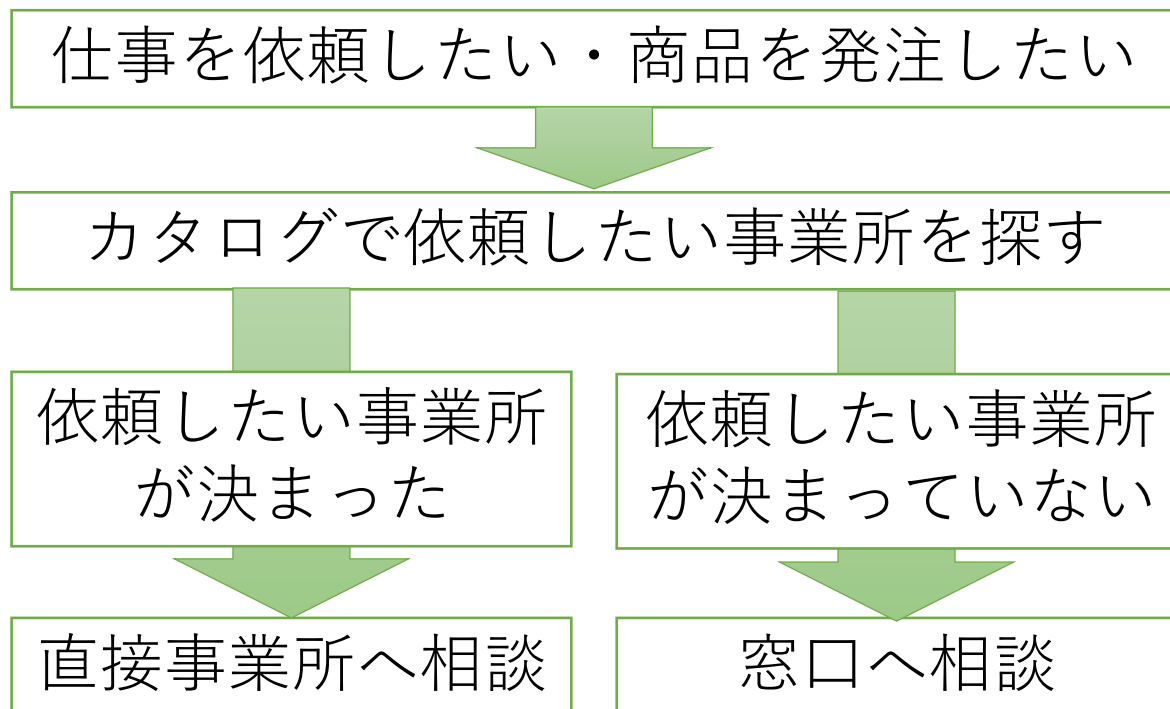 仕事を依頼したい・商品を発注したい
カタログで依頼したい事業所を探す
依頼したい事業所
が決まった
依頼したい事業所
が決まっていない
直接事業所へ相談
窓口へ相談